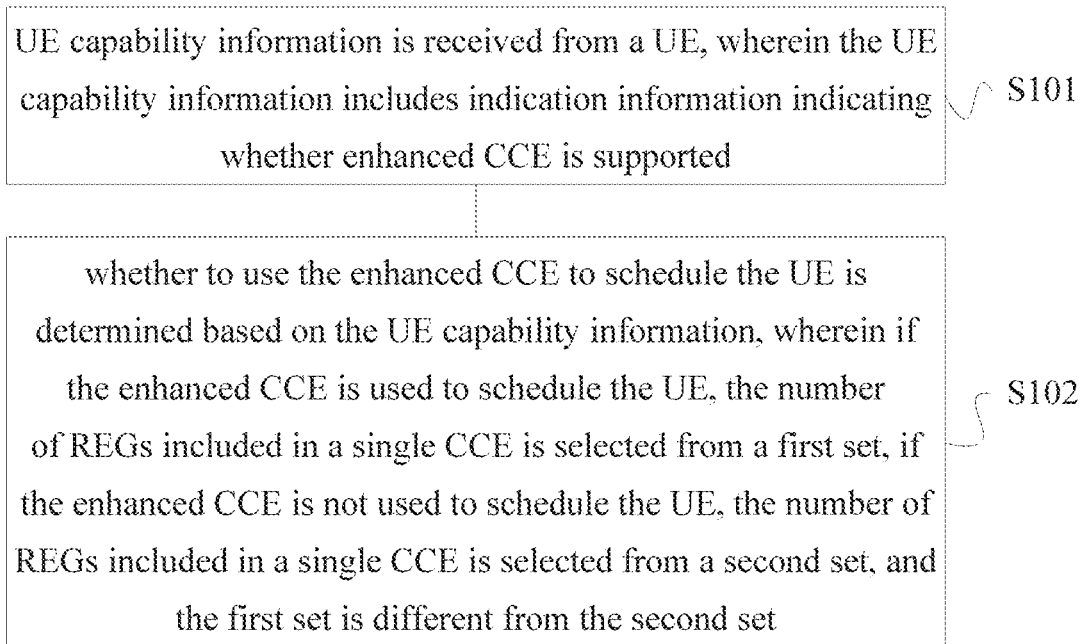 UE capability information is received from a UE, wherein the UE
capability information includes indication information indicating
whether enhanced CCE is supported
S101
whether to use the enhanced CCE to schedule the UE is
determined based on the UE capability information, wherein if
the enhanced CCE is used to schedule the UE, the number
of REGs included in a single CCE is selected from a first set, if
the enhanced CCE is not used to schedule the UE, the number of
REGs included in a single CCE is selected from a second set, and
the first set is different from the second set
S102